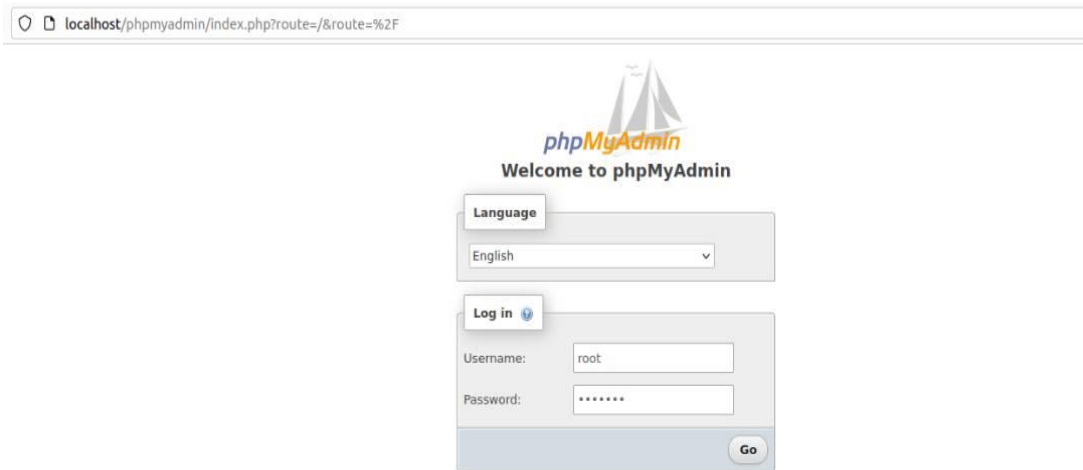 localhost/phpmyadmin/index.php?route=/&route=%2F
phpMyAdmin
Welcome to phpMyAdmin
Language
English
Log in
Username: root
Password: •••••••
Go